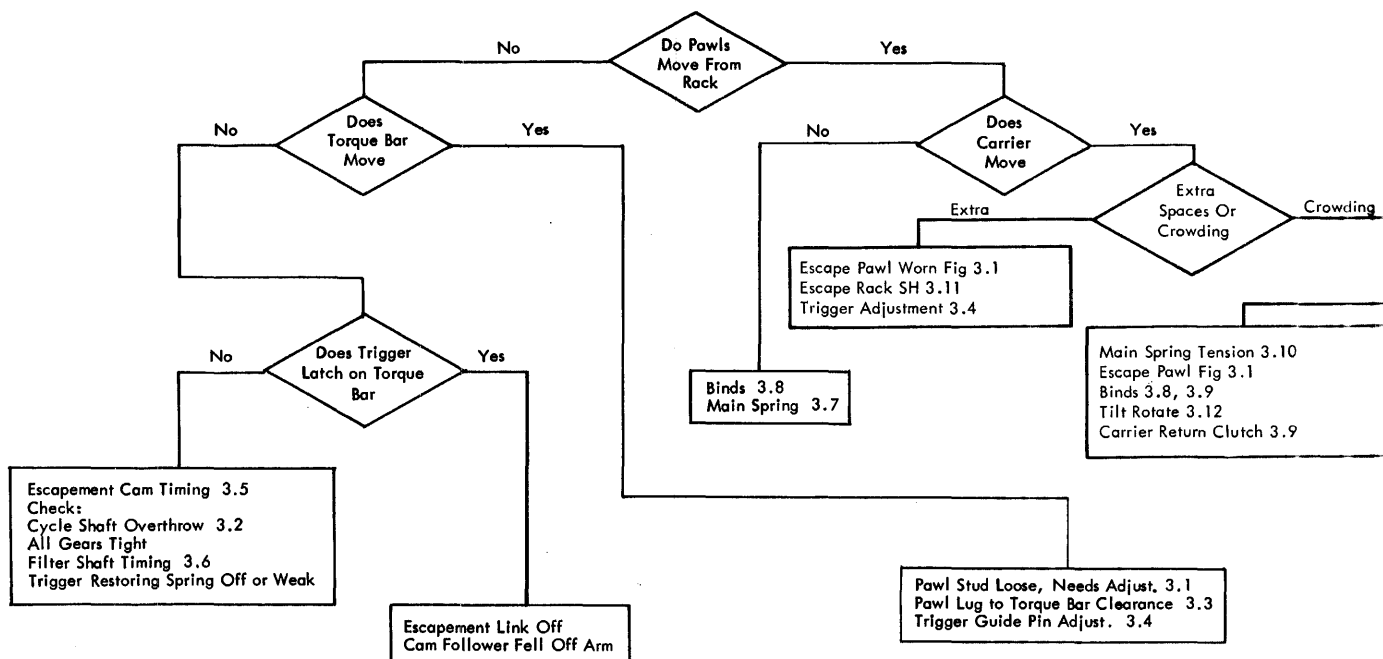 Do Pawls
Move From
Rack
No
Yes
Does
Torque Bar
Move
No
Yes
Does
Carrier
Move
No
Yes
Extra
Spaces Or
Crowding
Extra
Crowding
Escape Pawl Worn Fig 3.1
Escape Rack SH 3.11
Trigger Adjustment 3.4
Does Trigger
Latch on Torque
Bar
No
Yes
Binds 3.8
Main Spring 3.7
Main Spring Tension 3.10
Escape Pawl Fig 3.1
Binds 3.8, 3.9
Tilt Rotate 3.12
Carrier Return Clutch 3.9
Escapement Cam Timing 3.5
Check:
Cycle Shaft Overthrow 3.2
All Gears Tight
Filter Shaft Timing 3.6
Trigger Restoring Spring Off or Weak
Escapement Link Off
Cam Follower Fell Off Arm
Pawl Stud Loose, Needs Adjust. 3.1
Pawl Lug to Torque Bar Clearance 3.3
Trigger Guide Pin Adjust. 3.4